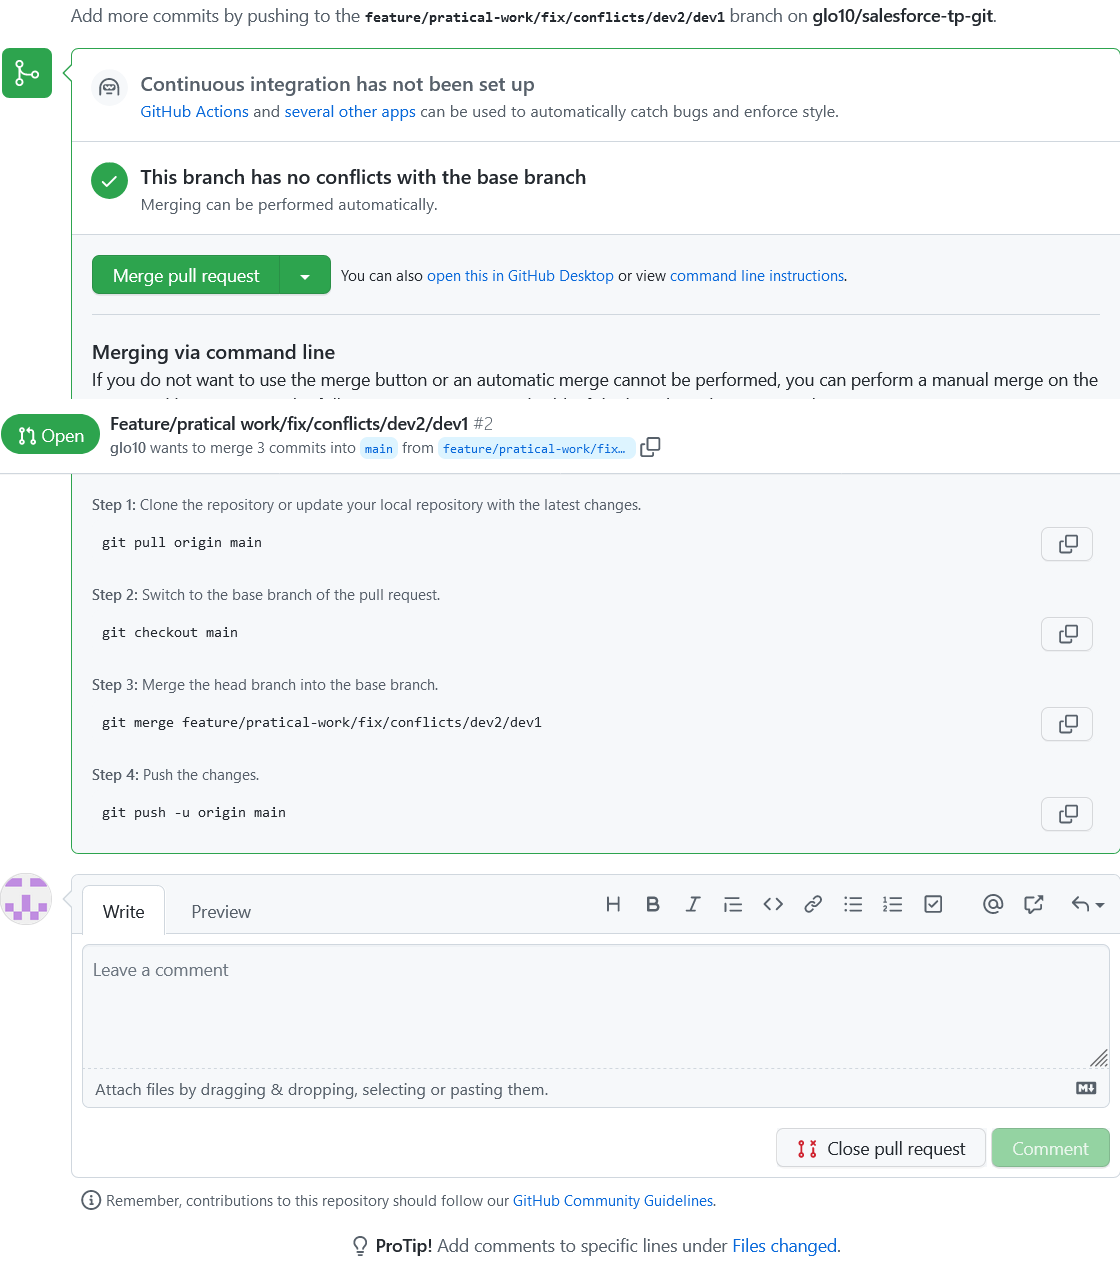 Add more commits by pushing to the feature/pratical-work/fix/conflicts/dev2/dev1 branch on glo10/salesforce-tp-git.
Continuous integration has not been set up
GitHub Actions and several other apps can be used to automatically catch bugs and enforce style.
This branch has no conflicts with the base branch
Merging can be performed automatically.
Merge pull request
You can also open this in GitHub Desktop or view command line instructions.
Merging via command line
If you do not want to use the merge button or an automatic merge cannot be performed, you can perform a manual merge on the
Open
Feature/pratical work/fix/conflicts/dev2/dev1 #2
glo10 wants to merge 3 commits into main from feature/pratical-work/fix…
Step 1: Clone the repository or update your local repository with the latest changes.
git pull origin main
Step 2: Switch to the base branch of the pull request.
git checkout main
Step 3: Merge the head branch into the base branch.
git merge feature/pratical-work/fix/conflicts/dev2/dev1
Step 4: Push the changes.
git push -u origin main
Write
Preview
Leave a comment
Attach files by dragging & dropping, selecting or pasting them.
Close pull request
Comment
Remember, contributions to this repository should follow our GitHub Community Guidelines.
ProTip! Add comments to specific lines under Files changed.